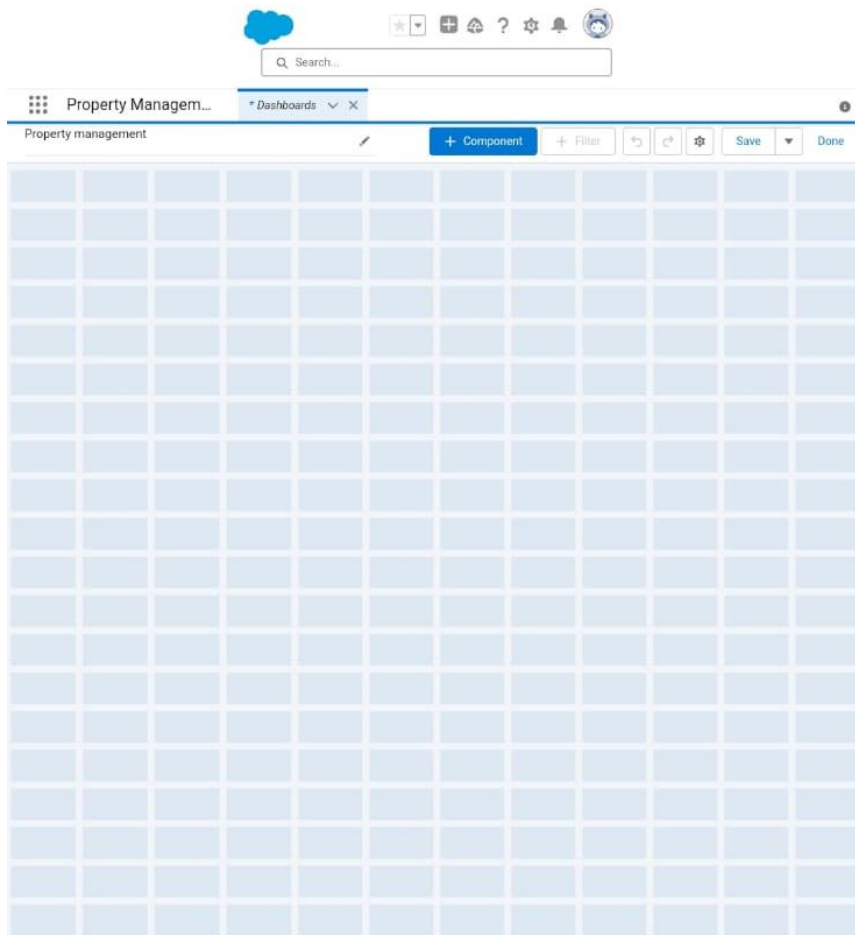 Search...
Property Managem...
* Dashboards
Property management
+ Component
+ Filter
Save
Done